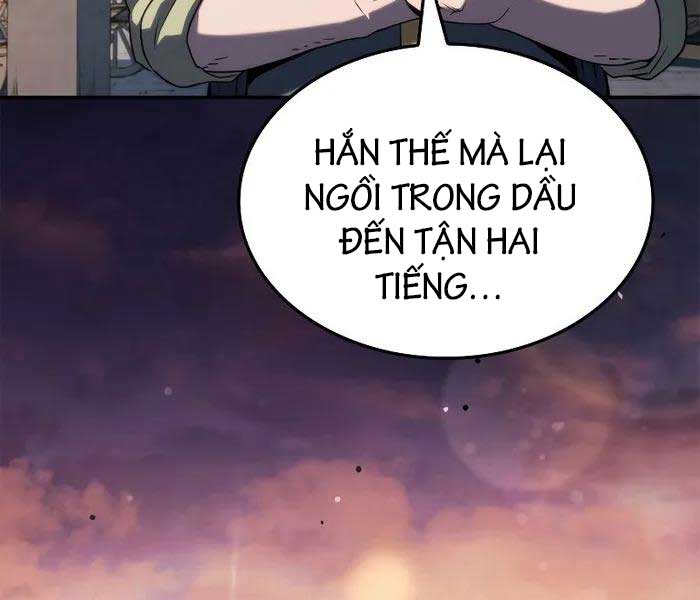 HẮN THẾ MÀ LẠI
NGỒI TRONG DẦU
ĐẾN TẬN HAI
TIẾNG...